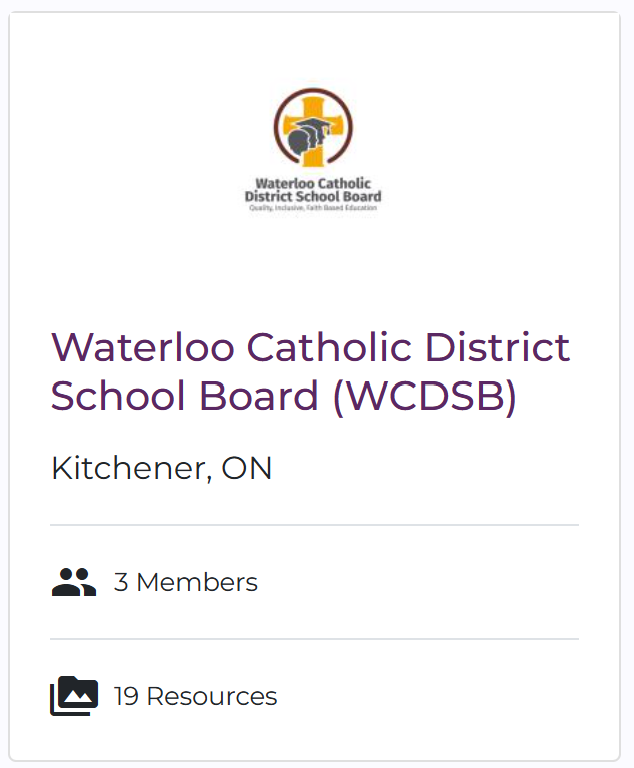 Waterloo Catholic
District School Board
Quality, Inclusive, Faith Based Education
Waterloo Catholic District
School Board (WCDSB)
Kitchener, ON
3 Members
19 Resources